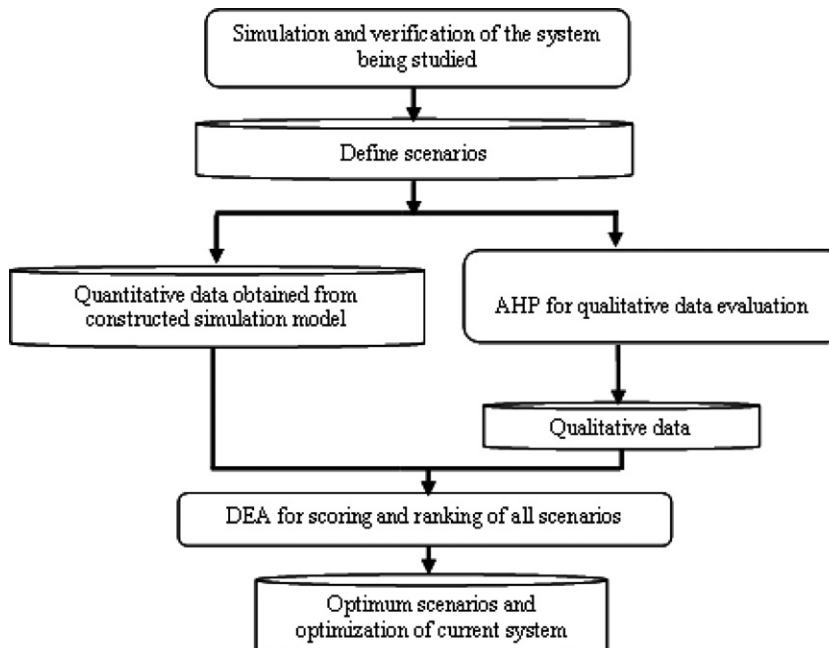 Simulation and verification of the system
being studied
Define scenarios
Quantitative data obtained from
constructed simulation model
AHP for qualitative data evaluation
Qualitative data
DEA for scoring and ranking of all scenarios
Optimum scenarios and
optimization of current system